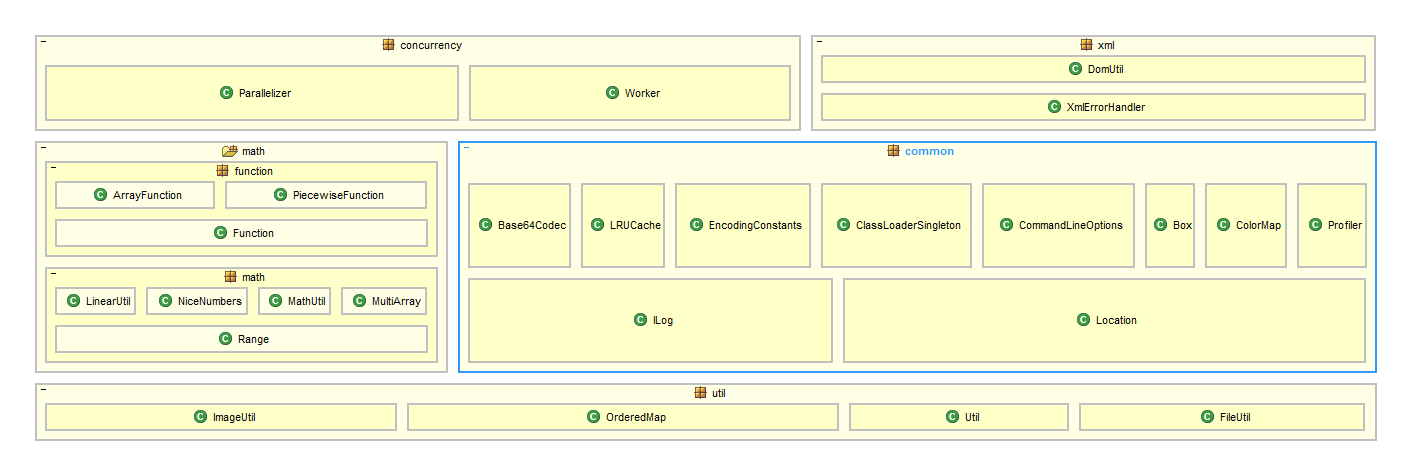 concurrency
Parallelizer
Worker
xml
DomUtil
XmlErrorHandler
math
function
ArrayFunction
PiecewiseFunction
Function
math
LinearUtil
NiceNumbers
MathUtil
MultiArray
Range
common
Base64Codec
LRUCache
EncodingConstants
ClassLoaderSingleton
CommandLineOptions
Box
ColorMap
Profiler
ILog
Location
util
ImageUtil
OrderedMap
Util
FileUtil